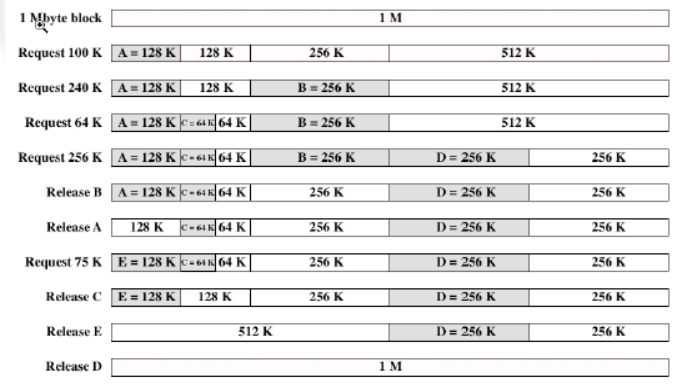 1 Mbyte block 1 M
Request 100 K A = 128 K 128 K 256 K 512 K
Request 240 K A = 128 K 128 K B = 256 K 512 K
Request 64 K A = 128 K C = 64 K 64 K B = 256 K 512 K
Request 256 K A = 128 K C = 64 K 64 K B = 256 K D = 256 K 256 K
Release B A = 128 K C = 64 K 64 K 256 K D = 256 K 256 K
Release A 128 K C = 64 K 64 K 256 K D = 256 K 256 K
Request 75 K E = 128 K C = 64 K 64 K 256 K D = 256 K 256 K
Release C E = 128 K 128 K 256 K D = 256 K 256 K
Release E 512 K D = 256 K 256 K
Release D 1 M